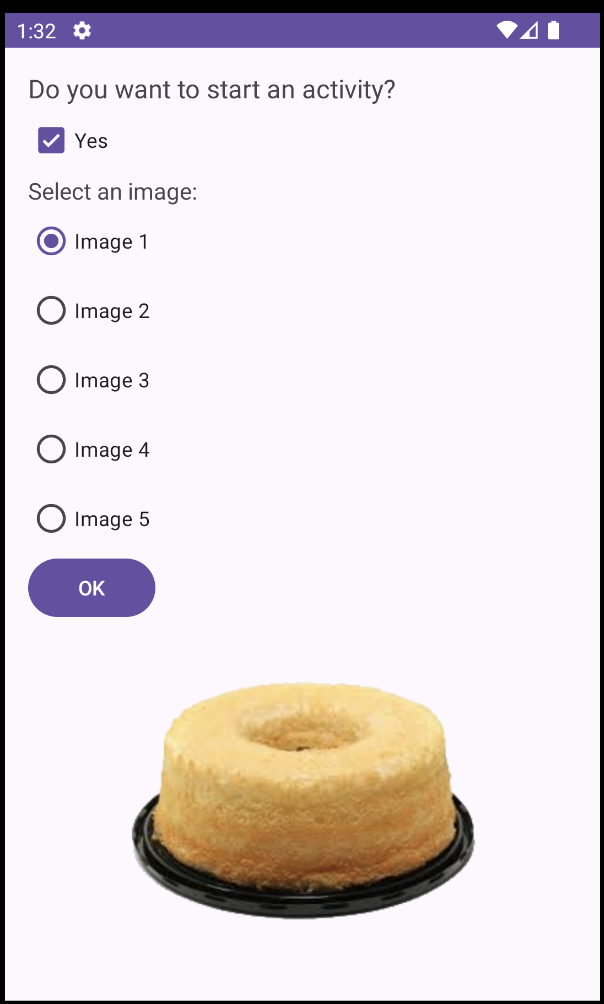 1:32
Do you want to start an activity?
Yes
Select an image:
Image 1
Image 2
Image 3
Image 4
Image 5
OK